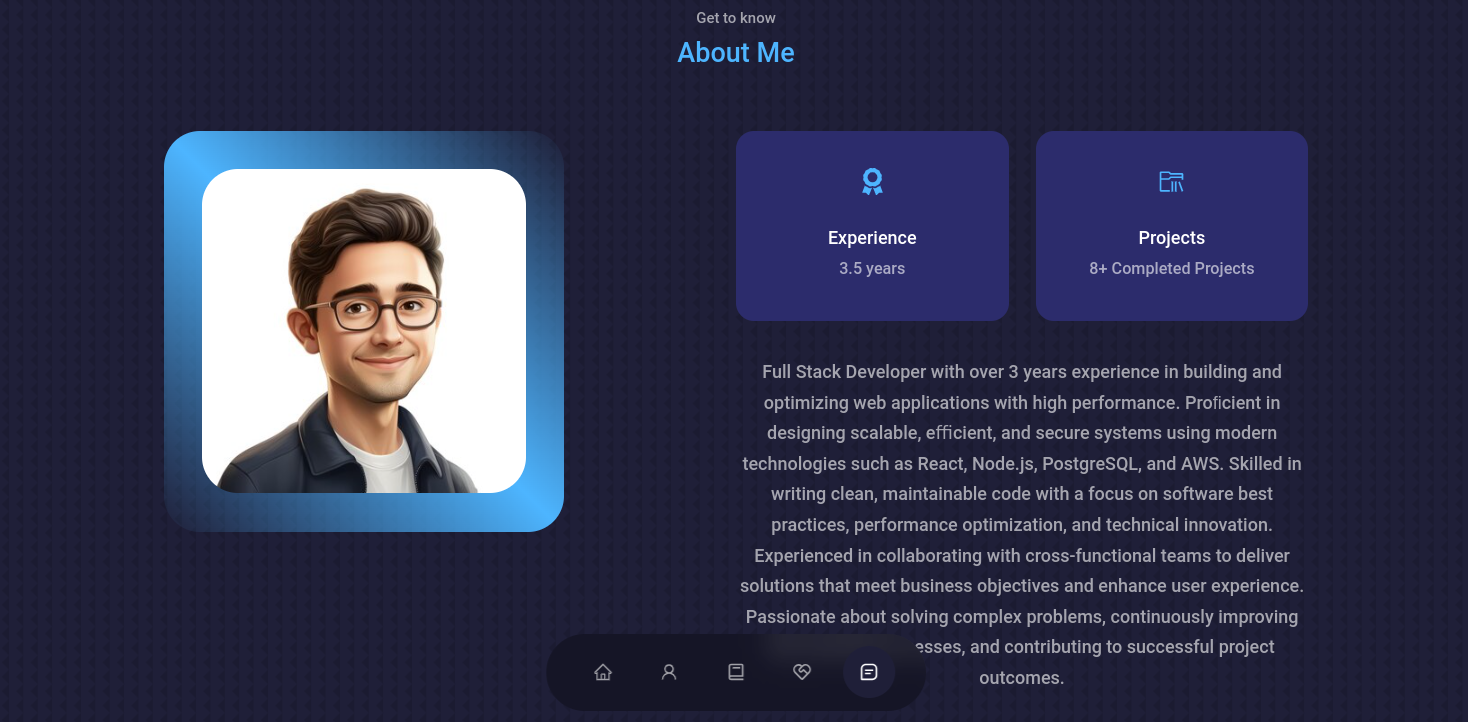 Get to know
About Me
Experience
3.5 years
Projects
8+ Completed Projects
Full Stack Developer with over 3 years experience in building and
optimizing web applications with high performance. Proficient in
designing scalable, efficient, and secure systems using modern
technologies such as React, Node.js, PostgreSQL, and AWS. Skilled in
writing clean, maintainable code with a focus on software best
practices, performance optimization, and technical innovation.
Experienced in collaborating with cross-functional teams to deliver
solutions that meet business objectives and enhance user experience.
Passionate about solving complex problems, continuously improving
esses, and contributing to successful project
outcomes.